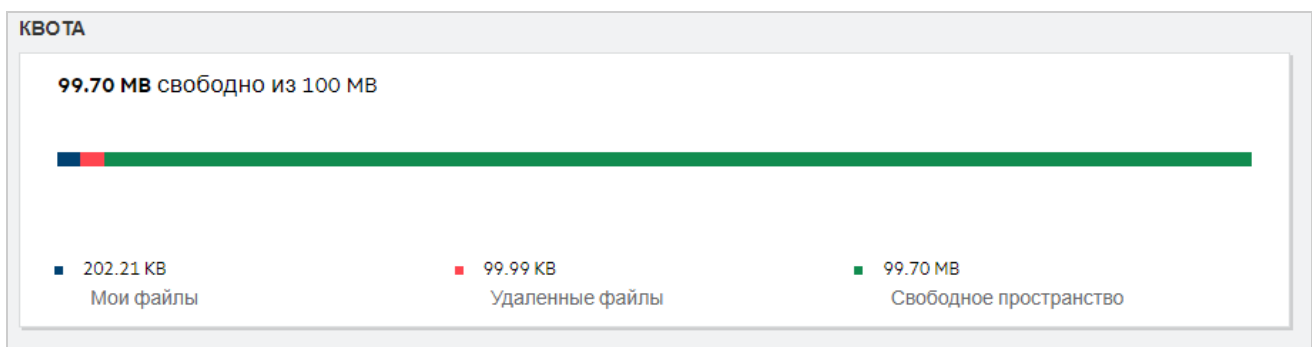 КВОТА
99.70 MB свободно из 100 MB
202.21 KB
Мои файлы
99.99 KB
Удаленные файлы
99.70 MB
Свободное пространство